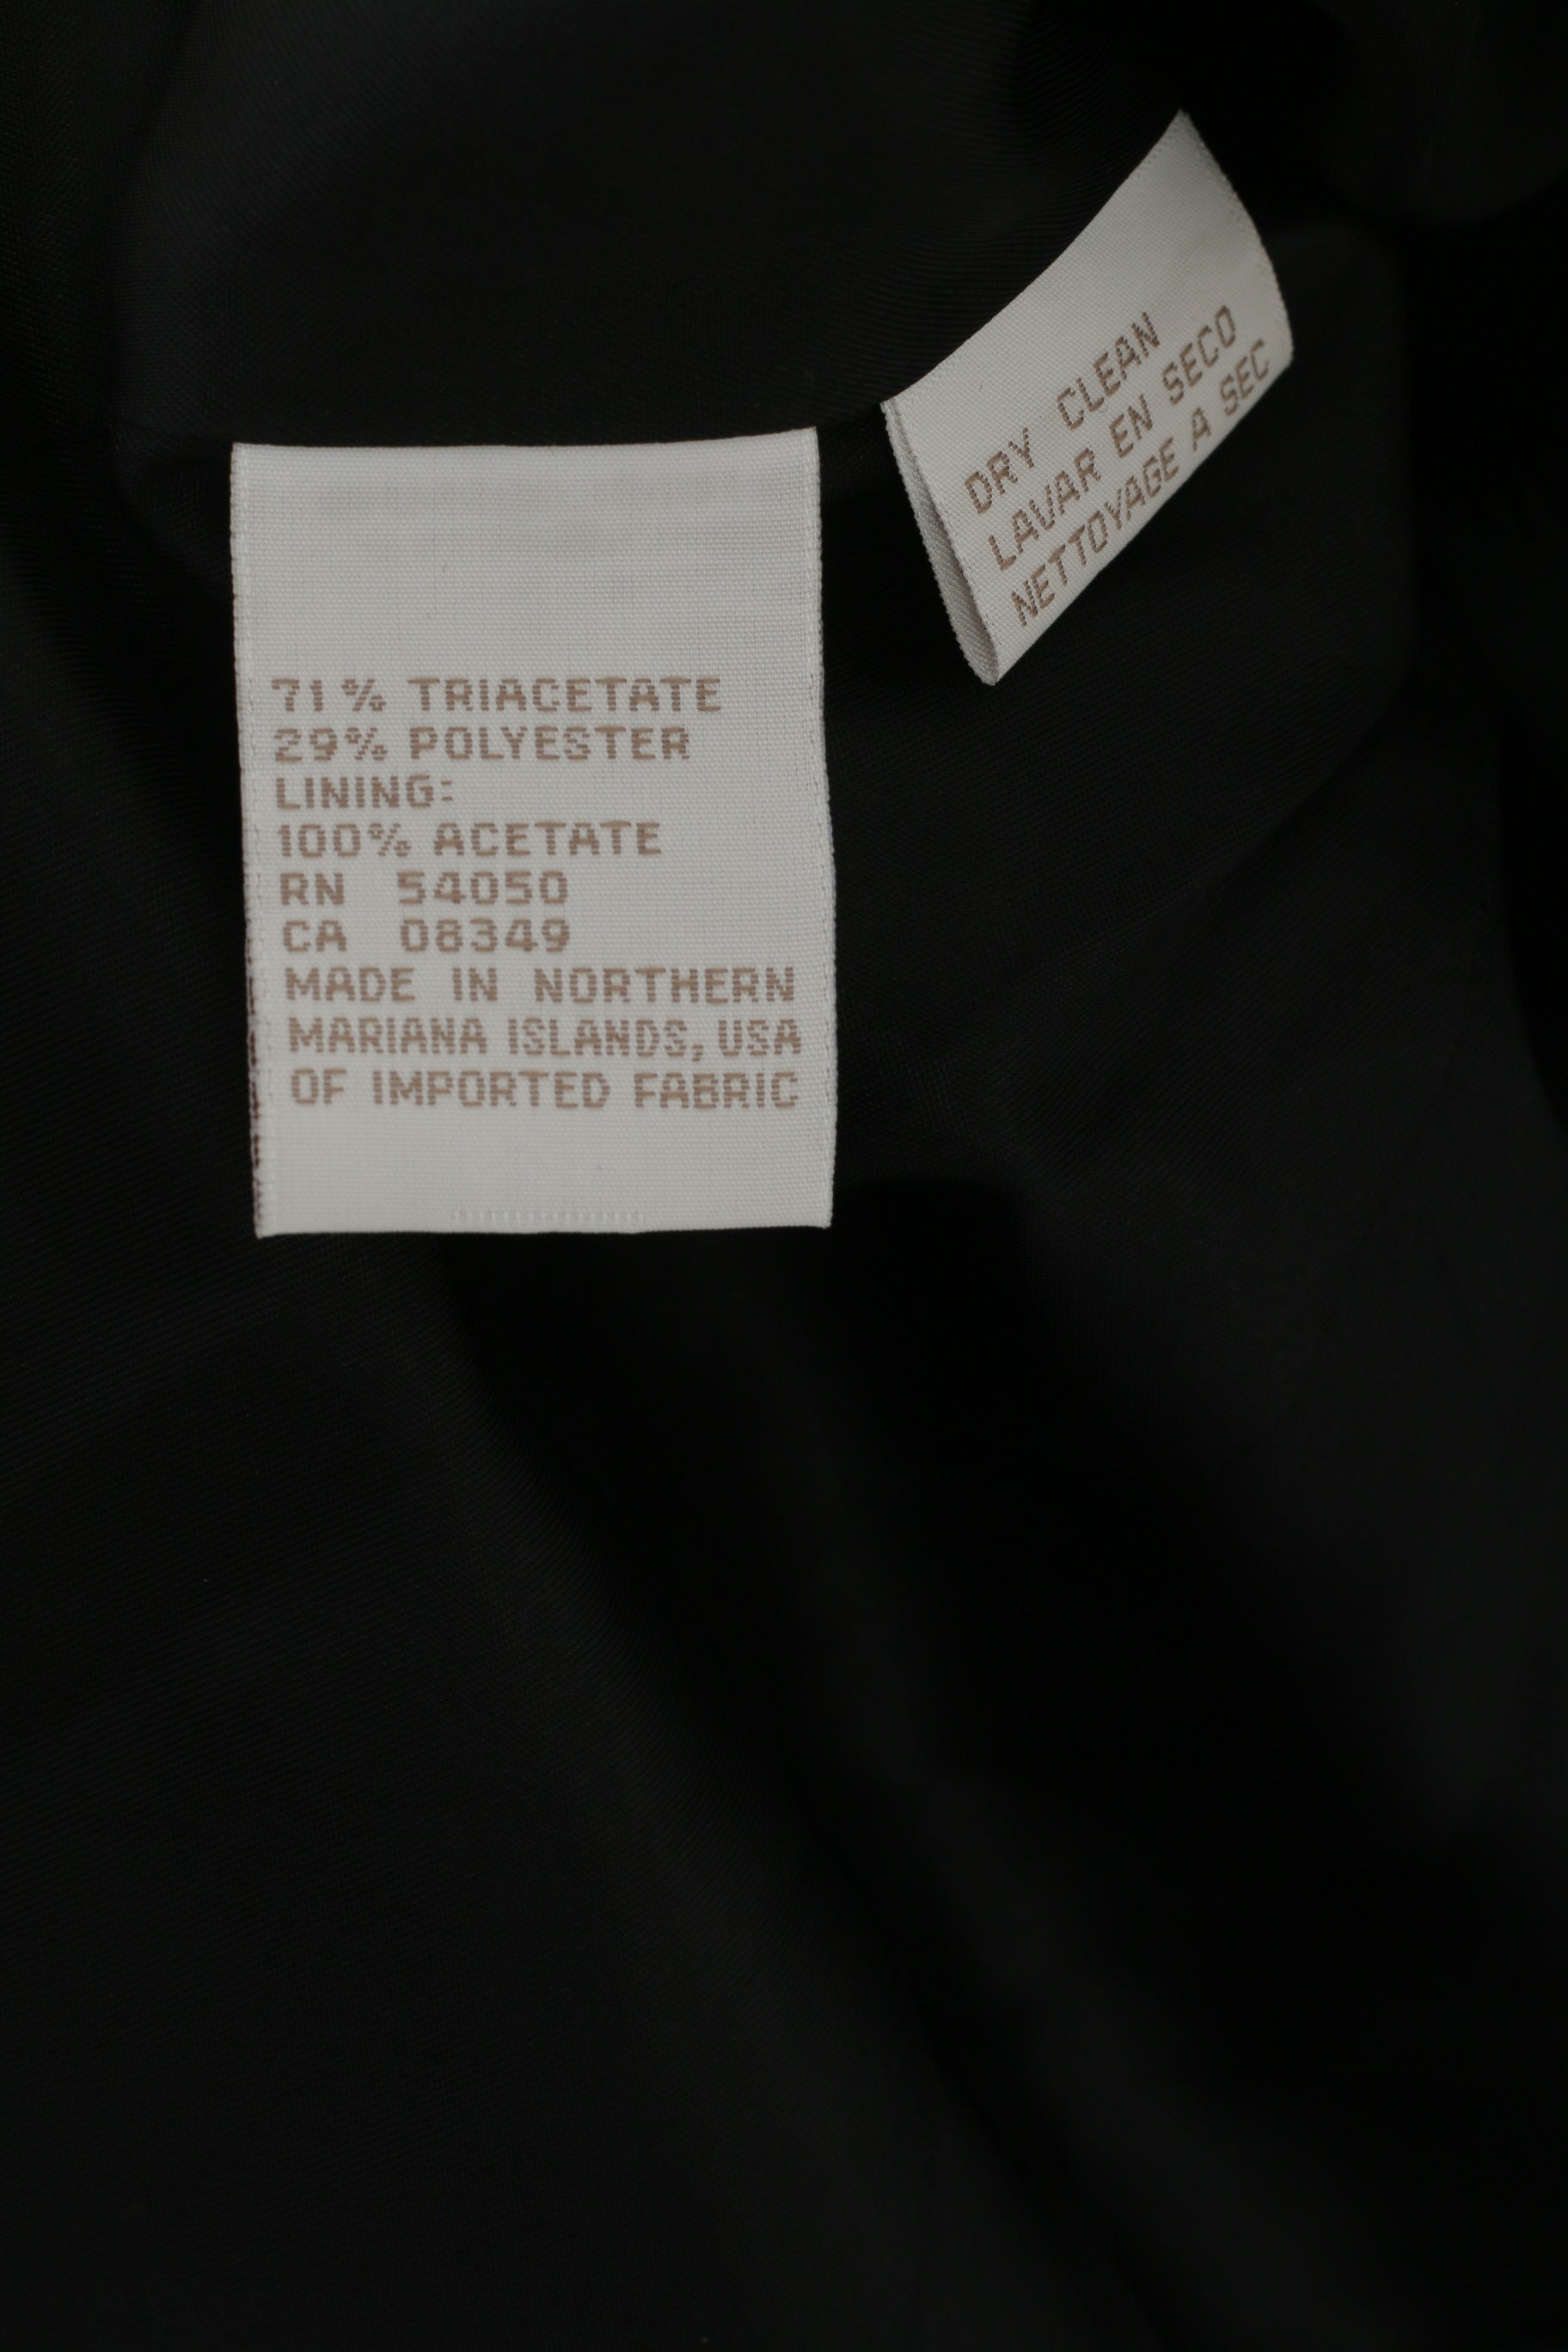 71% TRIACETATE
29% POLYESTER
LINING:
100% ACETATE
RN 54050
CA 08349
MADE IN NORTHERN
MARIANA ISLANDS, USA
OF IMPORTED FABRIC
DRY CLEAN
LAVAR EN SECO
NETTOYAGE A SEC